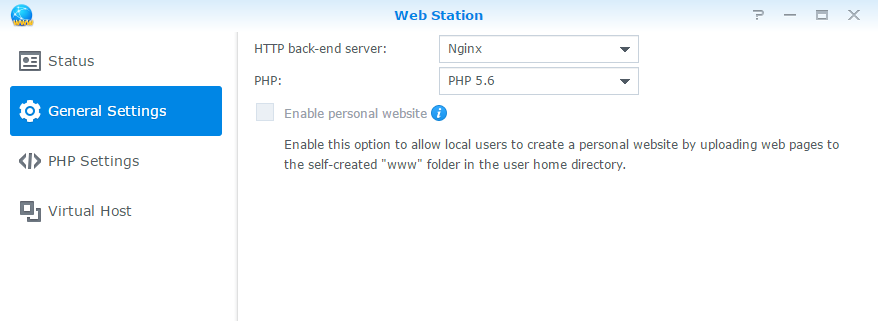 Web Station
Status
General Settings
PHP Settings
Virtual Host
HTTP back-end server: Nginx
PHP: PHP 5.6
Enable personal website i
Enable this option to allow local users to create a personal website by uploading web pages to
the self-created "www" folder in the user home directory.